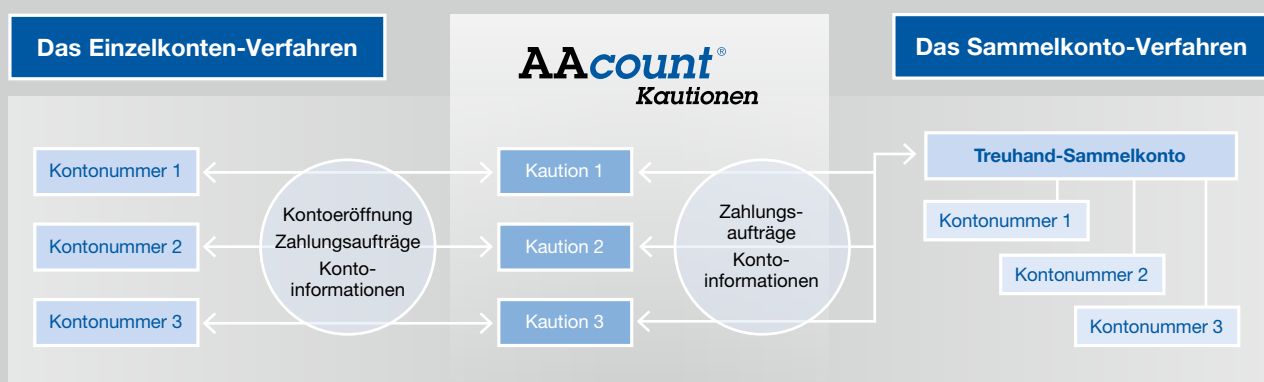 Das Einzelkonten-Verfahren
Kontonummer 1
Kontonummer 2
Kontonummer 3
Kontoeröffnung
Zahlungsaufträge
Konto-
informationen
AAcount®
Kautionen
Kaution 1
Kaution 2
Kaution 3
Zahlungs-
aufträge
Konto-
informationen
Das Sammelkonto-Verfahren
Treuhand-Sammelkonto
Kontonummer 1
Kontonummer 2
Kontonummer 3